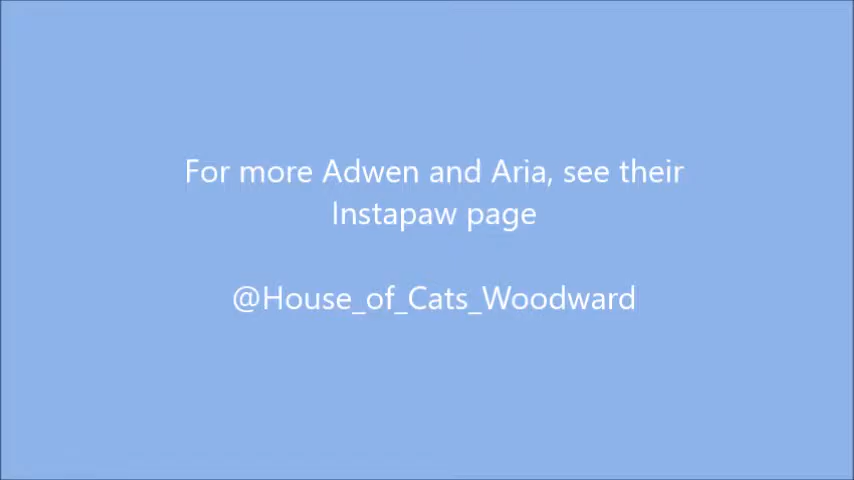 For more Adwen and Aria, see their
Instapaw page
@House_of_Cats_Woodward